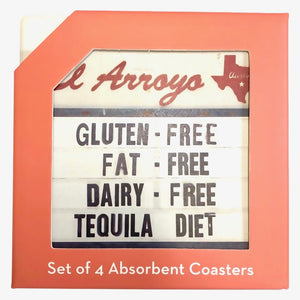 l Arroyo
GLUTEN - FREE
FAT - FREE
DAIRY - FREE
TEQUILA DIET
Set of 4 Absorbent Coasters